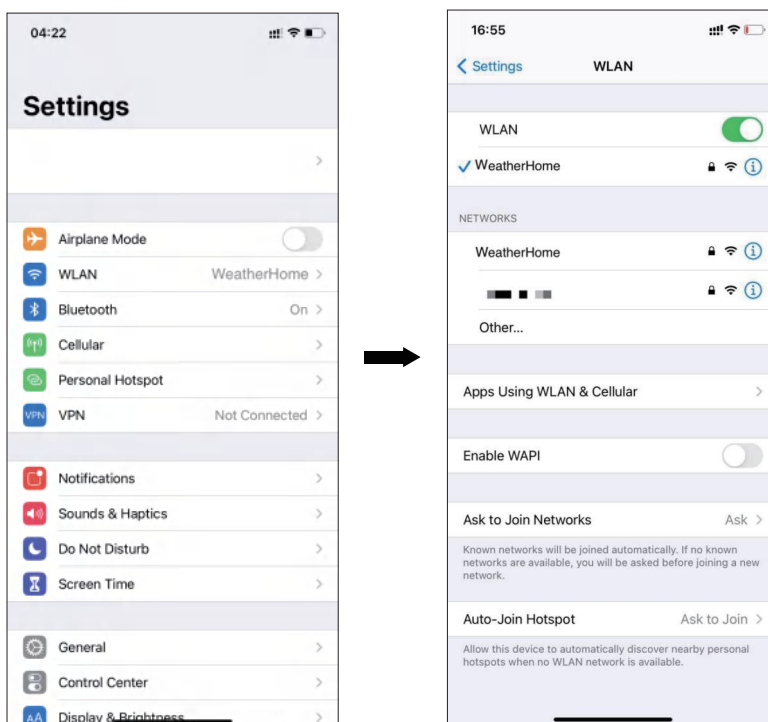 04:22
Settings
Airplane Mode
WLAN WeatherHome
Bluetooth On
Cellular
Personal Hotspot
VPN VPN Not Connected
Notifications
Sounds & Haptics
Do Not Disturb
Screen Time
General
Control Center
AA Display & Brightness
16:55
Settings WLAN
WLAN
WeatherHome
NETWORKS
WeatherHome
Other...
Apps Using WLAN & Cellular
Enable WAPI
Ask to Join Networks Ask
Known networks will be joined automatically. If no known
networks are available, you will be asked before joining a new
network.
Auto-Join Hotspot Ask to Join
Allow this device to automatically discover nearby personal
hotspots when no WLAN network is available.